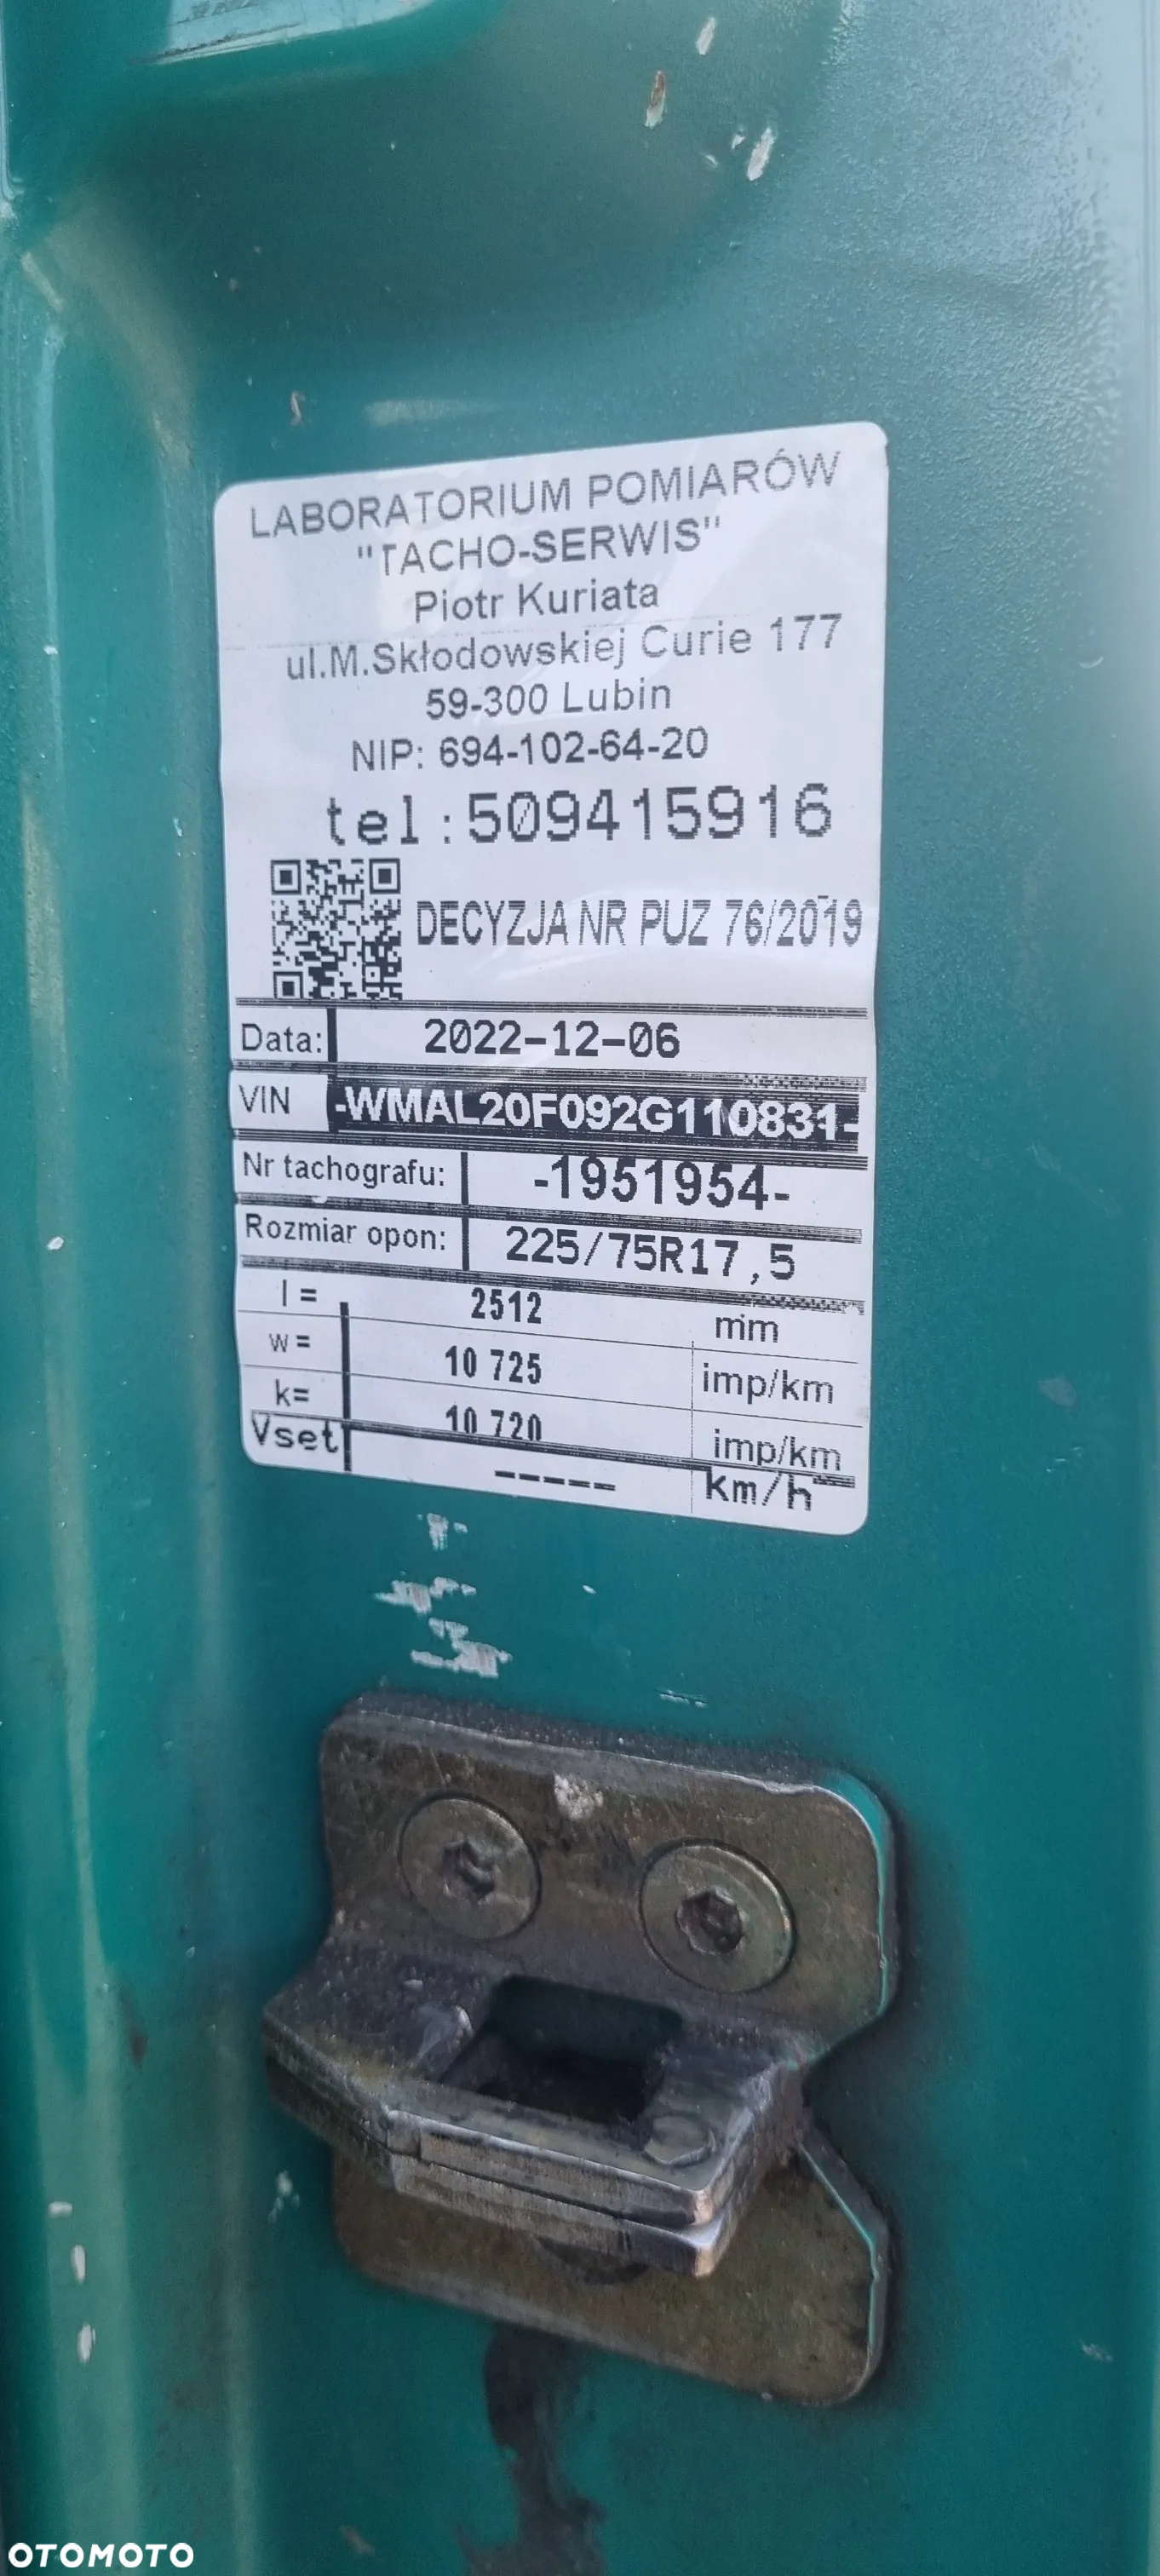 LABORATORIUM POMIARÓW
"TACHO-SERWIS"
Piotr Kuriata
ul.M.Skłodowskiej Curie 177
59-300 Lubin
NIP: 694-102-64-20
tel:509415916
DECYZJA NR PUZ 76/2019
Data: 2022-12-06
VIN -WMAL20F092G110831-
Nr tachografu: -1951954-
Rozmiar opon: 225/75R17,5
l = 2512 mm
w = 10 725 imp/km
k= 10 720 imp/km
Vset ----- km/h
OTOMOTO